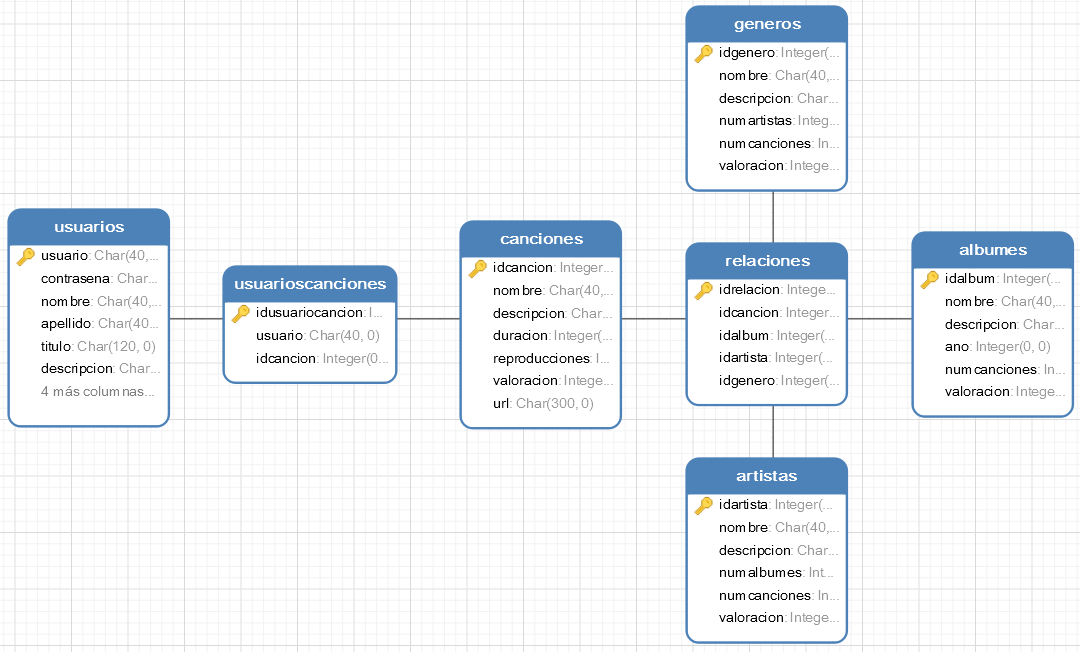 generos
idgenero: Integer(...
nombre: Char(40,...
descripcion: Char...
numartistas: Integ...
numcanciones: In...
valoracion: Intege...
usuarios
usuario: Char(40,...
contrasena: Char...
nombre: Char(40,...
apellido: Char(40...
titulo: Char(120, 0)
descripcion: Char...
4 más columnas...
usuarioscanciones
idusuariocancion: I...
usuario: Char(40, 0)
idcancion: Integer(0...
canciones
idcancion: Integer...
nombre: Char(40,...
descripcion: Char...
duracion: Integer(...
reproducciones: I...
valoracion: Intege...
url: Char(300, 0)
relaciones
idrelacion: Intege...
idcancion: Integer...
idalbum: Integer(...
idartista: Integer(...
idgenero: Integer(...
albumes
idalbum: Integer(...
nombre: Char(40,...
descripcion: Char...
ano: Integer(0, 0)
numcanciones: In...
valoracion: Intege...
artistas
idartista: Integer(...
nombre: Char(40,...
descripcion: Char...
numalbumes: Int...
numcanciones: In...
valoracion: Intege...